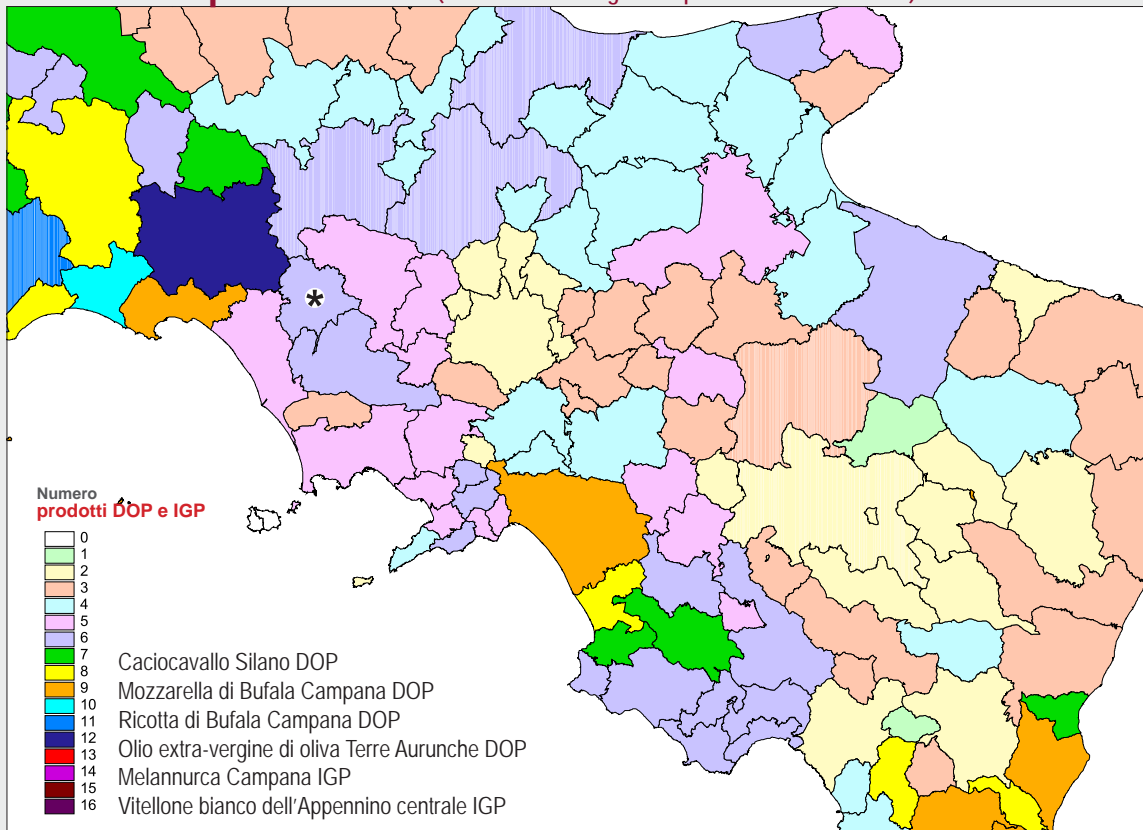 *
Numero
prodotti DOP e IGP
0
1
2
3
4
5
6
7
8
9
10
11
12
13
14
15
16
Caciocavallo Silano DOP
Mozzarella di Bufala Campana DOP
Ricotta di Bufala Campana DOP
Olio extra-vergine di oliva Terre Aurunche DOP
Melannurca Campana IGP
Vitellone bianco dell'Appennino centrale IGP